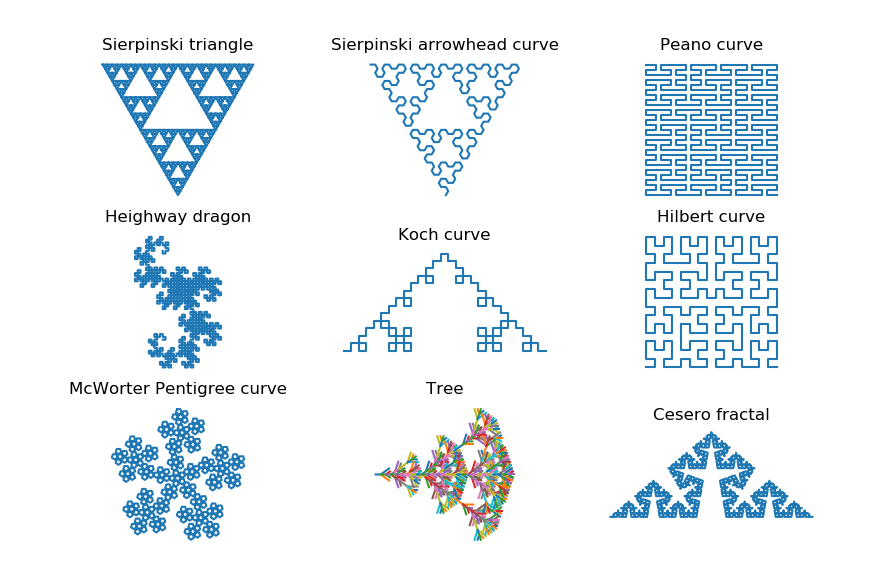 Sierpinski triangle
Sierpinski arrowhead curve
Peano curve
Heighway dragon
Koch curve
Hilbert curve
McWorter Pentigree curve
Tree
Cesero fractal